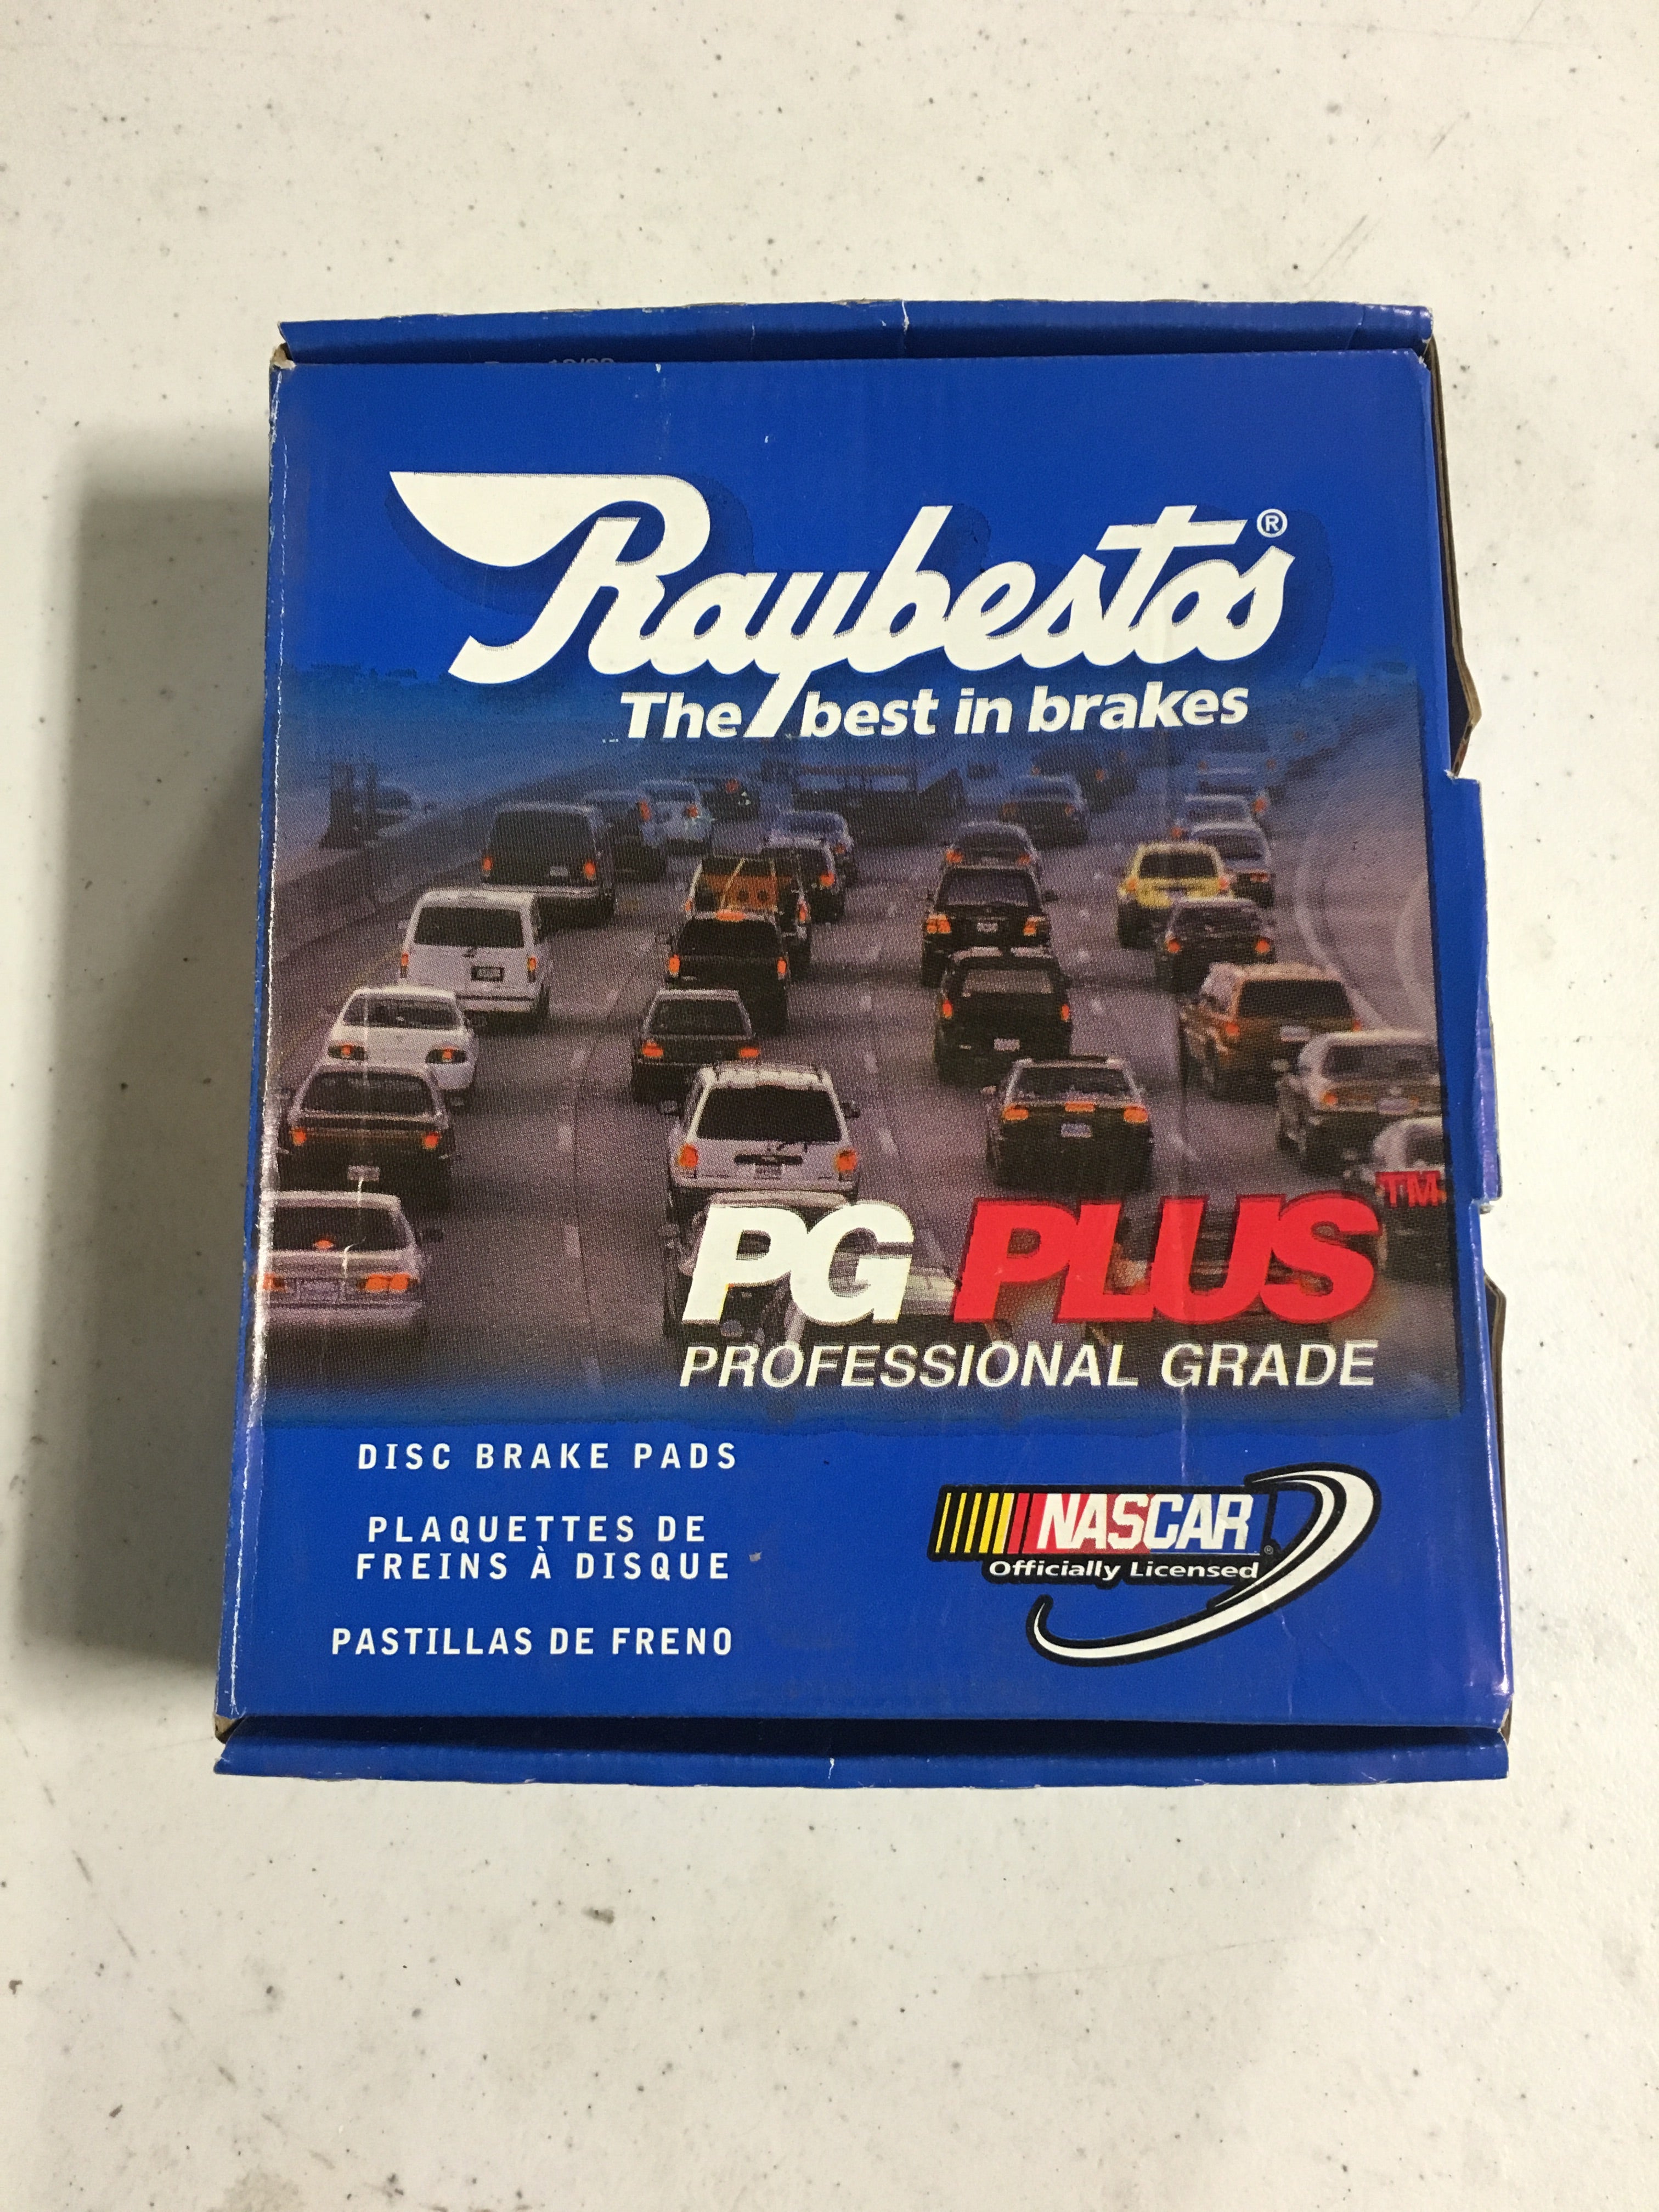 Raybestos®
The best in brakes
PG PLUS™
PROFESSIONAL GRADE
DISC BRAKE PADS
PLAQUETTES DE
FREINS À DISQUE
PASTILLAS DE FRENO
NASCAR®
Officially Licensed